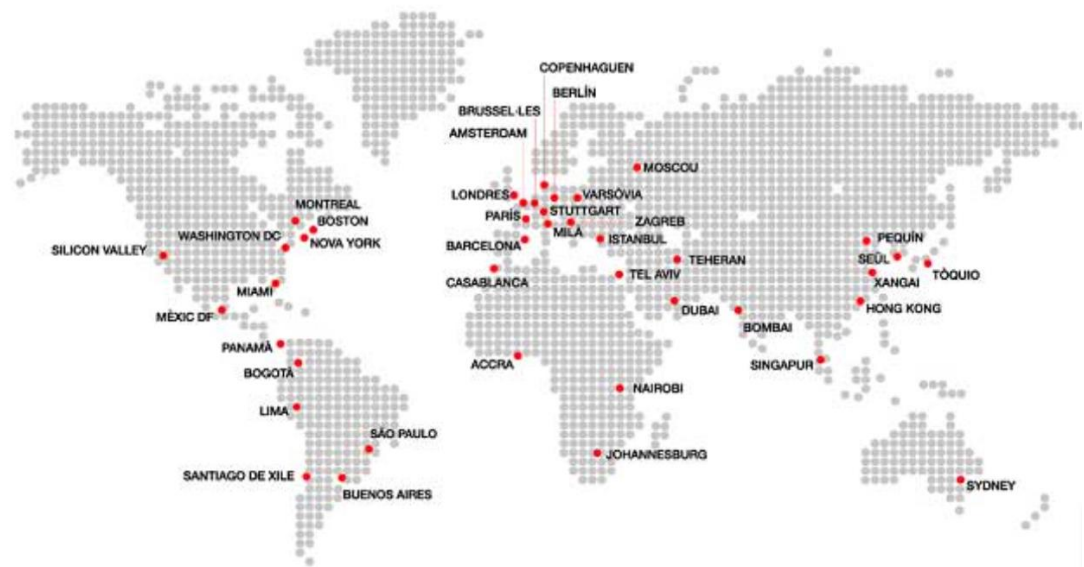 COPENHAGUEN
BERLÍN
BRUSSEL·LES
AMSTERDAM
MOSCOU
LONDRES
VARSÒVIA
MONTREAL
STUTTGART
BOSTON
PARÍS
ZAGREB
WASHINGTON DC
MILÀ
NOVA YORK
BARCELONA
ISTANBUL
PEQUÍN
SILICON VALLEY
TEHERAN
SEÜL
TEL AVIV
TÒQUIO
CASABLANCA
XANGAI
MIAMI
DUBAI
HONG KONG
MÈXIC DF
BOMBAI
PANAMÀ
ACCRA
SINGAPUR
BOGOTÀ
NAIROBI
LIMA
SÃO PAULO
JOHANNESBURG
SANTIAGO DE XILE
SYDNEY
BUENOS AIRES